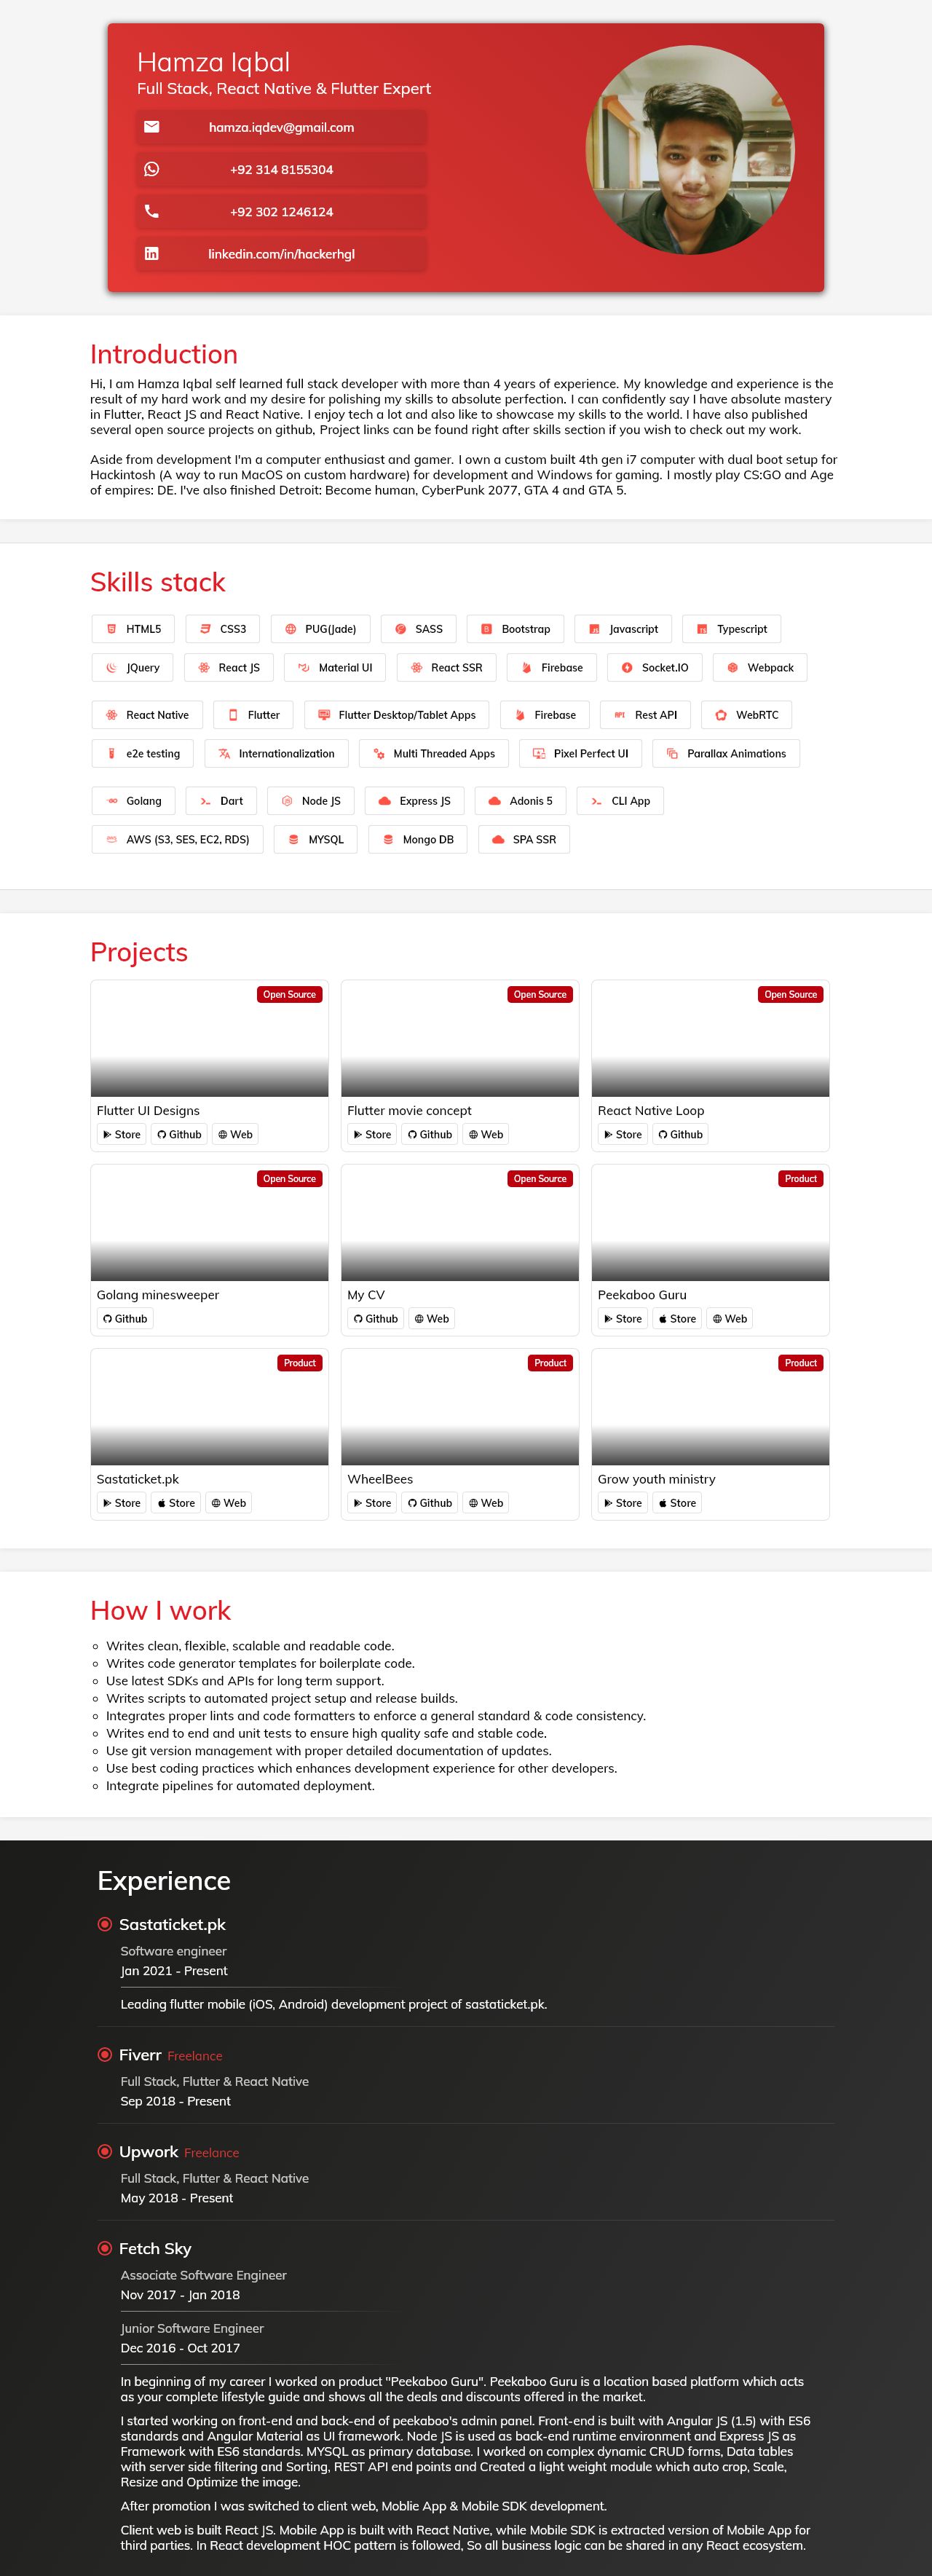 Hamza Iqbal
Full Stack, React Native & Flutter Expert
hamza.iqdev@gmail.com
+92 314 8155304
+92 302 1246124
linkedin.com/in/hackerhgl
Introduction
Hi, I am Hamza Iqbal self learned full stack developer with more than 4 years of experience. My knowledge and experience is the
result of my hard work and my desire for polishing my skills to absolute perfection. I can confidently say I have absolute mastery
in Flutter, React JS and React Native. I enjoy tech a lot and also like to showcase my skills to the world. I have also published
several open source projects on github, Project links can be found right after skills section if you wish to check out my work.
Aside from development I'm a computer enthusiast and gamer. I own a custom built 4th gen i7 computer with dual boot setup for
Hackintosh (A way to run MacOS on custom hardware) for development and Windows for gaming. I mostly play CS:GO and Age
of empires: DE. I've also finished Detroit: Become human, CyberPunk 2077, GTA 4 and GTA 5.
Skills stack
HTML5 CSS3 PUG(Jade) SASS Bootstrap Javascript Typescript
JQuery React JS Material UI React SSR Firebase Socket.IO Webpack
React Native Flutter Flutter Desktop/Tablet Apps Firebase Rest API WebRTC
e2e testing Internationalization Multi Threaded Apps Pixel Perfect UI Parallax Animations
Golang Dart Node JS Express JS Adonis 5 CLI App
AWS (S3, SES, EC2, RDS) MYSQL Mongo DB SPA SSR
Projects
Open Source Open Source Open Source
Flutter UI Designs Flutter movie concept React Native Loop
Store Github Web Store Github Web Store Github
Open Source Open Source Product
Golang minesweeper My CV Peekaboo Guru
Github Github Web Store Store Web
Product Product Product
Sastaticket.pk WheelBees Grow youth ministry
Store Store Web Store Github Web Store Store
How I work
Writes clean, flexible, scalable and readable code.
Writes code generator templates for boilerplate code.
Use latest SDKs and APIs for long term support.
Writes scripts to automated project setup and release builds.
Integrates proper lints and code formatters to enforce a general standard & code consistency.
Writes end to end and unit tests to ensure high quality safe and stable code.
Use git version management with proper detailed documentation of updates.
Use best coding practices which enhances development experience for other developers.
Integrate pipelines for automated deployment.
Experience
Sastaticket.pk
Software engineer
Jan 2021 - Present
Leading flutter mobile (iOS, Android) development project of sastaticket.pk.
Fiverr Freelance
Full Stack, Flutter & React Native
Sep 2018 - Present
Upwork Freelance
Full Stack, Flutter & React Native
May 2018 - Present
Fetch Sky
Associate Software Engineer
Nov 2017 - Jan 2018
Junior Software Engineer
Dec 2016 - Oct 2017
In beginning of my career I worked on product "Peekaboo Guru". Peekaboo Guru is a location based platform which acts
as your complete lifestyle guide and shows all the deals and discounts offered in the market.
I started working on front-end and back-end of peekaboo's admin panel. Front-end is built with Angular JS (1.5) with ES6
standards and Angular Material as UI framework. Node JS is used as back-end runtime environment and Express JS as
Framework with ES6 standards. MYSQL as primary database. I worked on complex dynamic CRUD forms, Data tables
with server side filtering and Sorting, REST API end points and Created a light weight module which auto crop, Scale,
Resize and Optimize the image.
After promotion I was switched to client web, Moblie App & Mobile SDK development.
Client web is built React JS. Mobile App is built with React Native, while Mobile SDK is extracted version of Mobile App for
third parties. In React development HOC pattern is followed, So all business logic can be shared in any React ecosystem.